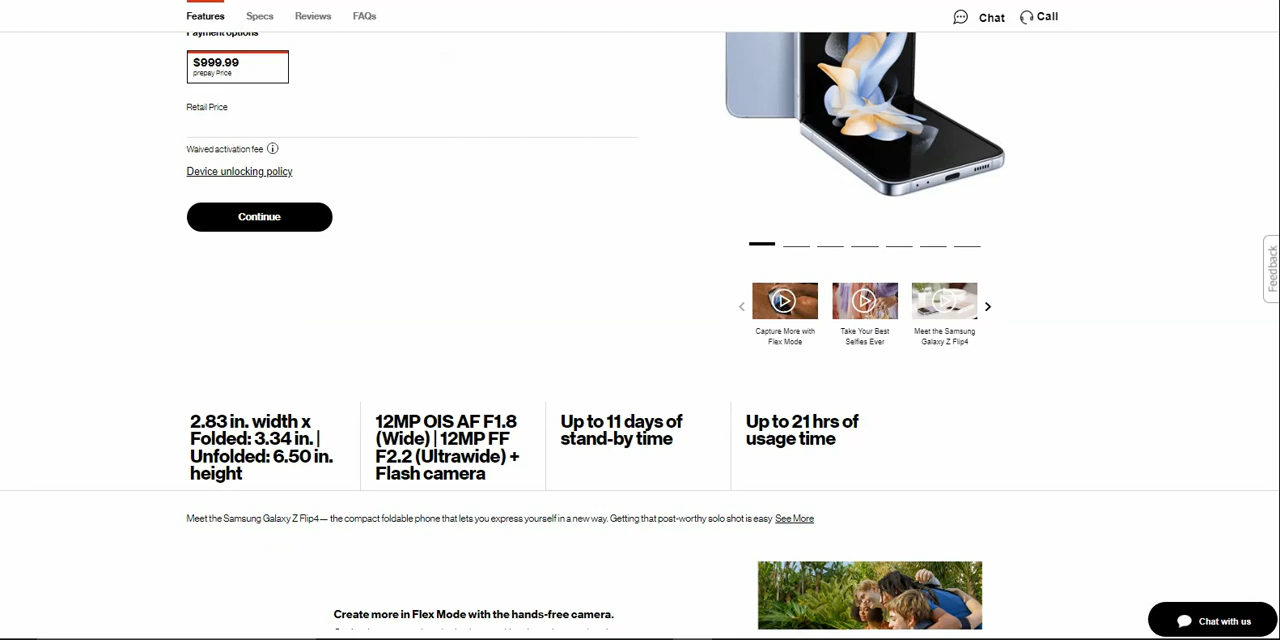 Features
Specs
Reviews
FAQs
Chat
Call
Payment options
$999.99
prepay Price
Retail Price
Waived activation fee
Device unlocking policy
Continue
Feedback
Capture More with
Flex Mode
Take Your Best
Selfies Ever
Meet the Samsung
Galaxy Z Flip4
2.83 in. width x
Folded: 3.34 in. |
Unfolded: 6.50 in.
height
12MP OIS AF F1.8
(Wide) | 12MP FF
F2.2 (Ultrawide) +
Flash camera
Up to 11 days of
stand-by time
Up to 21 hrs of
usage time
Meet the Samsung Galaxy Z Flip4— the compact foldable phone that lets you express yourself in a new way. Getting that post-worthy solo shot is easy See More
Create more in Flex Mode with the hands-free camera.
Chat with us